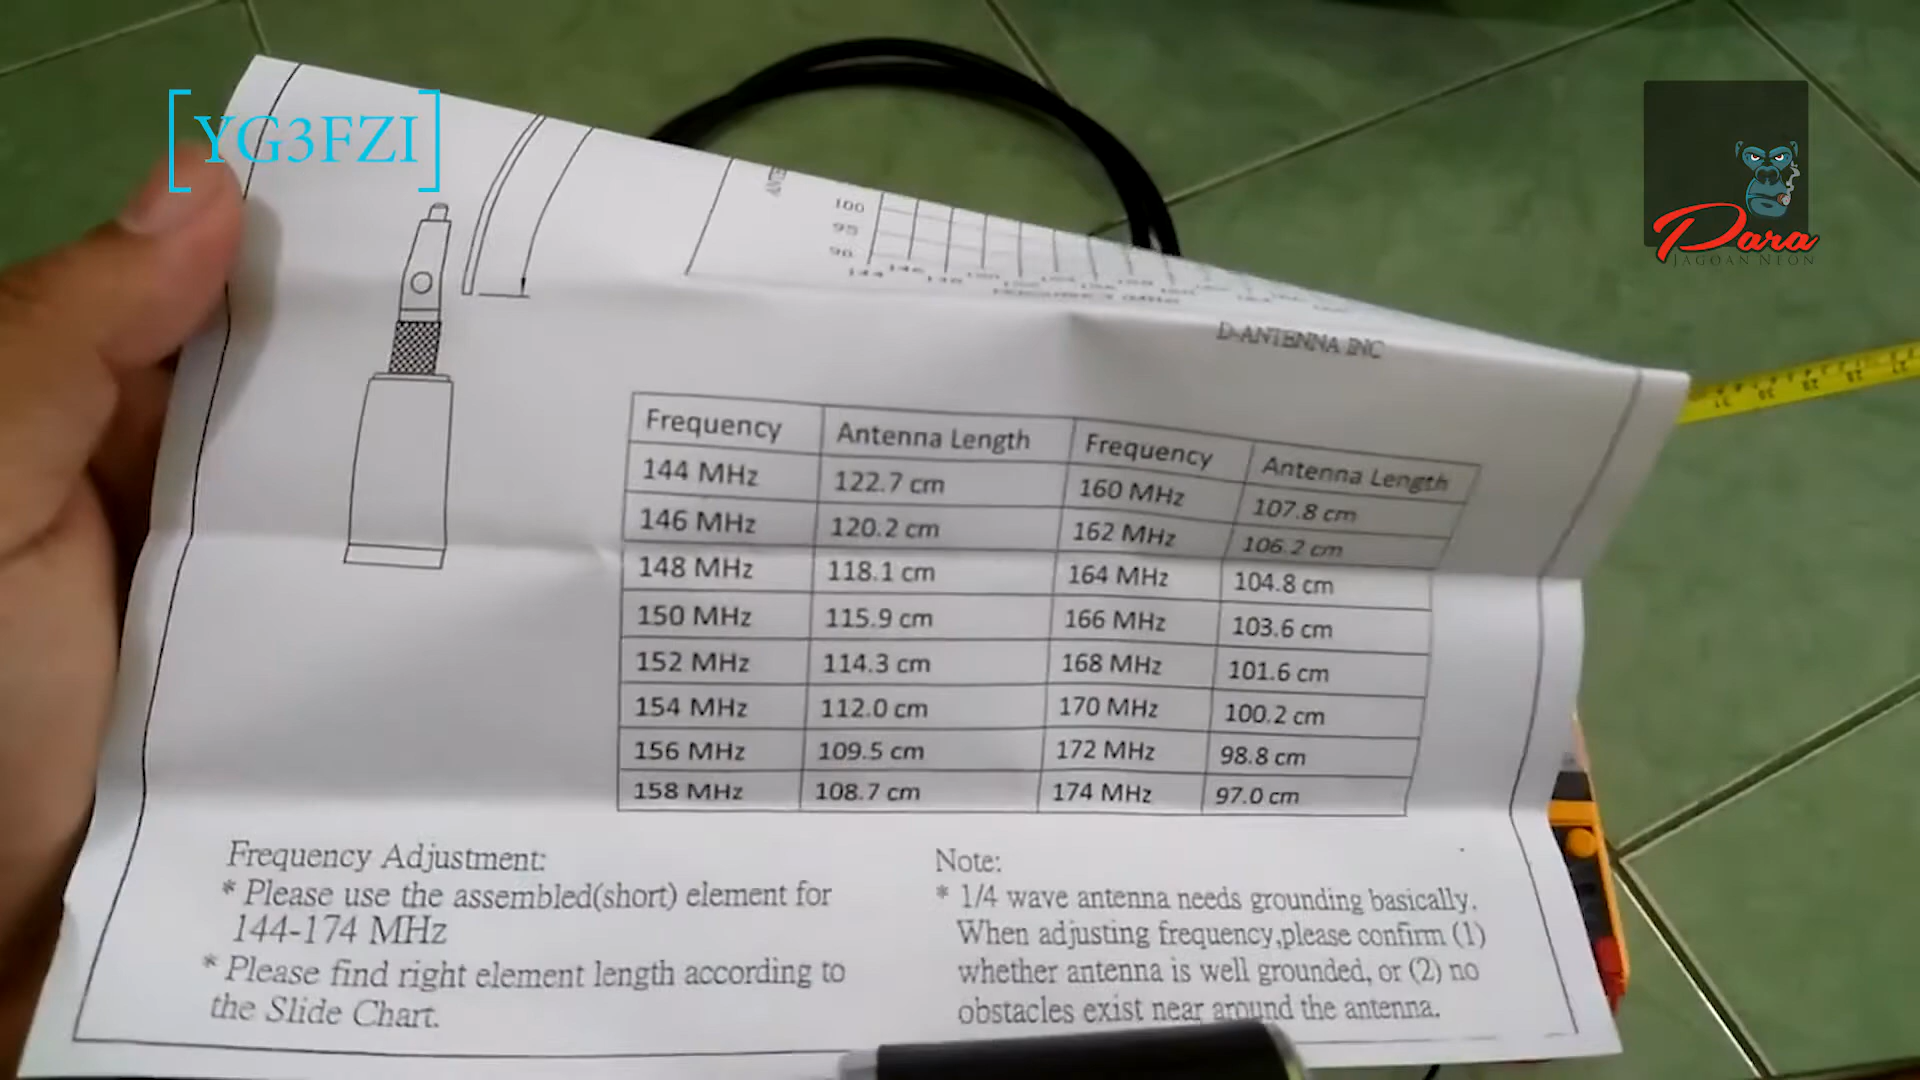 [YG3FZI]
Para
JAGOAN NEON
100
95
90
144
146
148
D-ANTENNA INC
Frequency Antenna Length Frequency Antenna Length
144 MHz 122.7 cm 160 MHz 107.8 cm
146 MHz 120.2 cm 162 MHz 106.2 cm
148 MHz 118.1 cm 164 MHz 104.8 cm
150 MHz 115.9 cm 166 MHz 103.6 cm
152 MHz 114.3 cm 168 MHz 101.6 cm
154 MHz 112.0 cm 170 MHz 100.2 cm
156 MHz 109.5 cm 172 MHz 98.8 cm
158 MHz 108.7 cm 174 MHz 97.0 cm
Frequency Adjustment:
* Please use the assembled(short) element for
144-174 MHz
* Please find right element length according to
the Slide Chart.
Note:
* 1/4 wave antenna needs grounding basically.
When adjusting frequency,please confirm (1)
whether antenna is well grounded, or (2) no
obstacles exist near around the antenna.